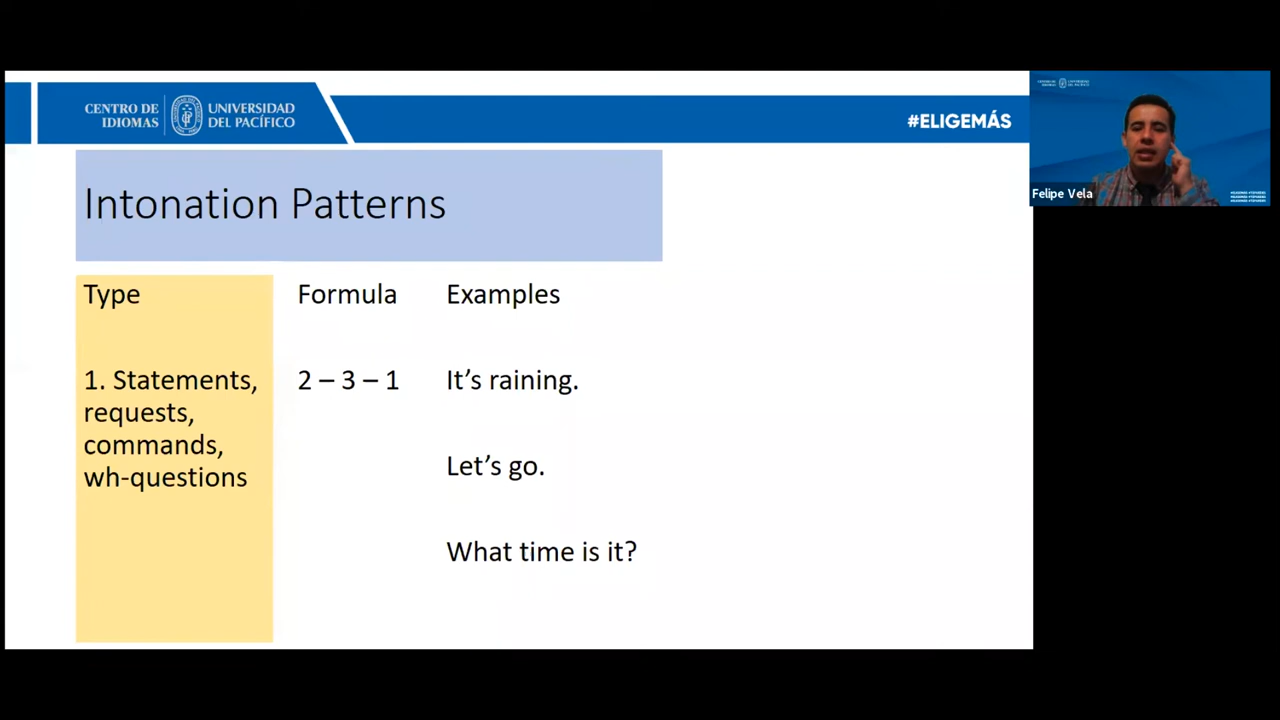 CENTRO DE
IDIOMAS
UNIVERSIDAD
DEL PACÍFICO
#ELIGEMÁS
Felipe Vela
Intonation Patterns
Type
Formula
Examples
1. Statements,
requests,
commands,
wh-questions
2 – 3 – 1
It’s raining.
Let’s go.
What time is it?